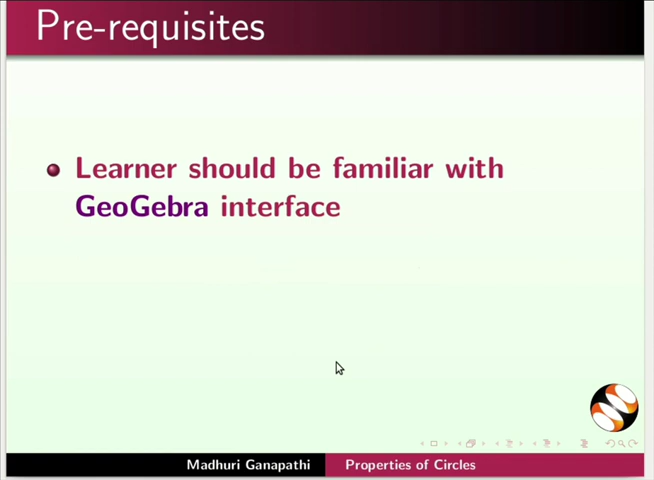 Pre-requisites
Learner should be familiar with
GeoGebra interface
Madhuri Ganapathi
Properties of Circles